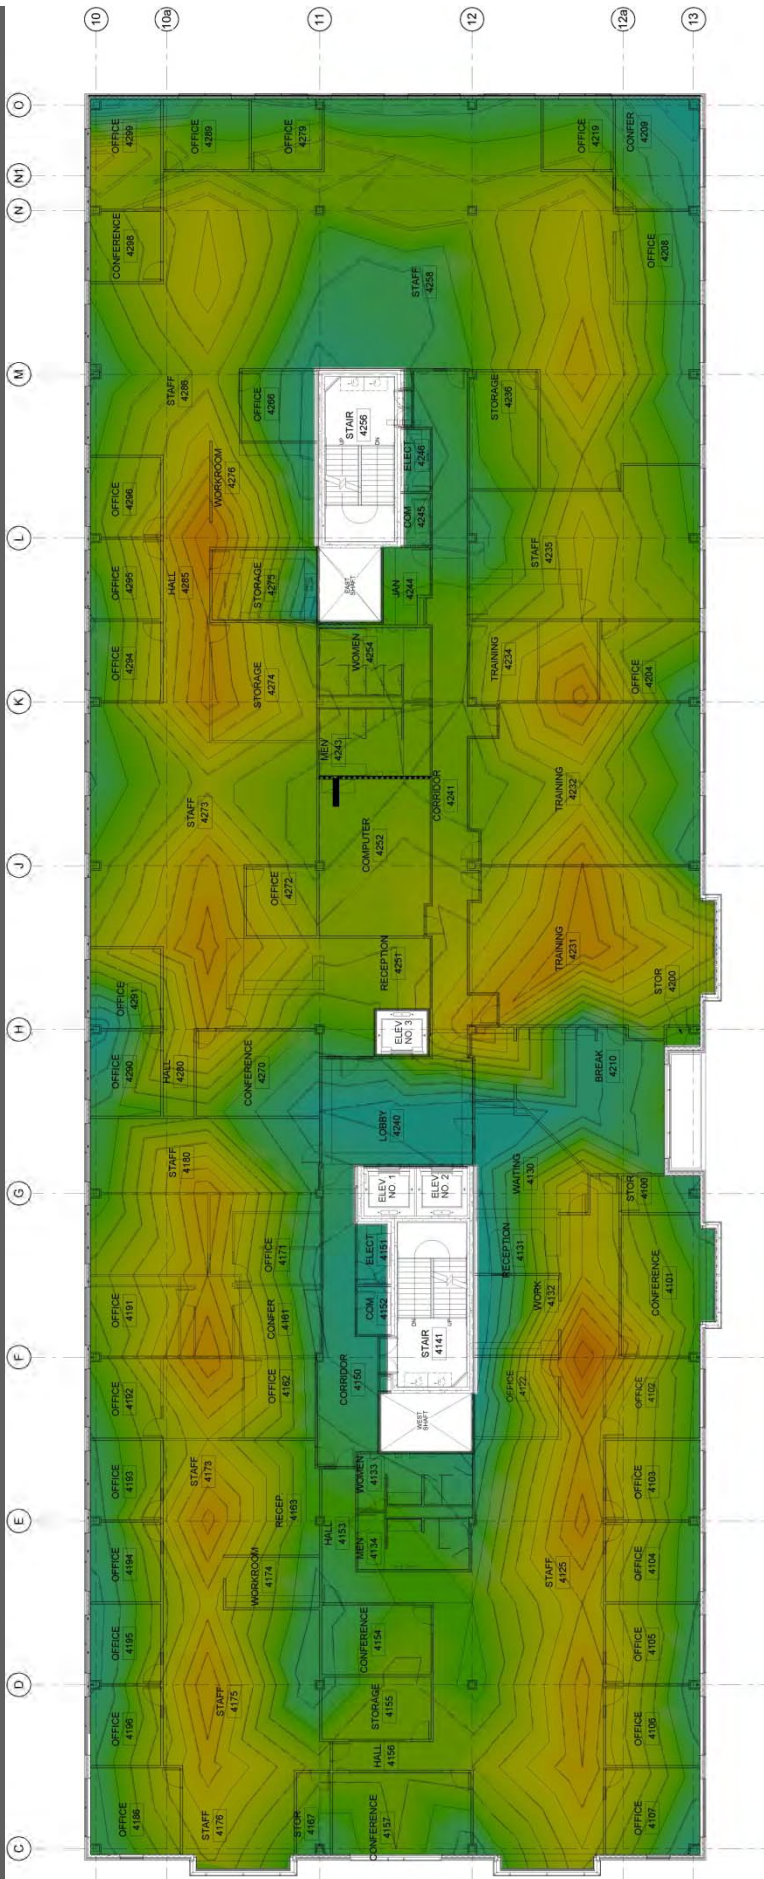 10
10a
11
12
12a
13
O
N1
N
M
L
K
J
H
G
F
E
D
C
OFFICE
4299
OFFICE
4289
OFFICE
4279
OFFICE
4219
CONFER
4209
CONFERENCE
4298
STAFF
4258
OFFICE
4208
STAFF
4286
OFFICE
4266
STAIR
4256
UP
DN
STORAGE
4236
OFFICE
4296
WORKROOM
4276
ELECT
4246
COM
4245
STAFF
4235
OFFICE
4295
HALL
4285
STORAGE
4275
EAST
SHAFT
JAN
4244
OFFICE
4294
STORAGE
4274
WOMEN
4254
TRAINING
4234
OFFICE
4204
MEN
4243
STAFF
4273
CORRIDOR
4241
TRAINING
4232
COMPUTER
4252
OFFICE
4272
RECEPTION
4251
TRAINING
4231
STOR
4200
OFFICE
4291
OFFICE
4290
HALL
4280
CONFERENCE
4270
ELEV
NO. 3
BREAK
4210
LOBBY
4240
STAFF
4180
ELEV
NO. 1
ELEV
NO. 2
WAITING
4130
STOR
4100
OFFICE
4171
ELECT
4151
RECEPTION
4131
OFFICE
4191
CONFER
4161
COM
4152
WORK
4132
CONFERENCE
4101
DN
UP
STAIR
4141
OFFICE
4192
OFFICE
4162
CORRIDOR
4150
OFFICE
4122
OFFICE
4102
WEST
SHAFT
OFFICE
4193
STAFF
4173
RECEP.
4163
WOMEN
4133
OFFICE
4103
HALL
4153
MEN
4134
OFFICE
4194
WORKROOM
4174
STAFF
4125
OFFICE
4104
OFFICE
4195
CONFERENCE
4154
OFFICE
4105
OFFICE
4196
STAFF
4175
STORAGE
4155
OFFICE
4106
HALL
4156
OFFICE
4186
STAFF
4176
STOR
4167
CONFERENCE
4157
OFFICE
4107